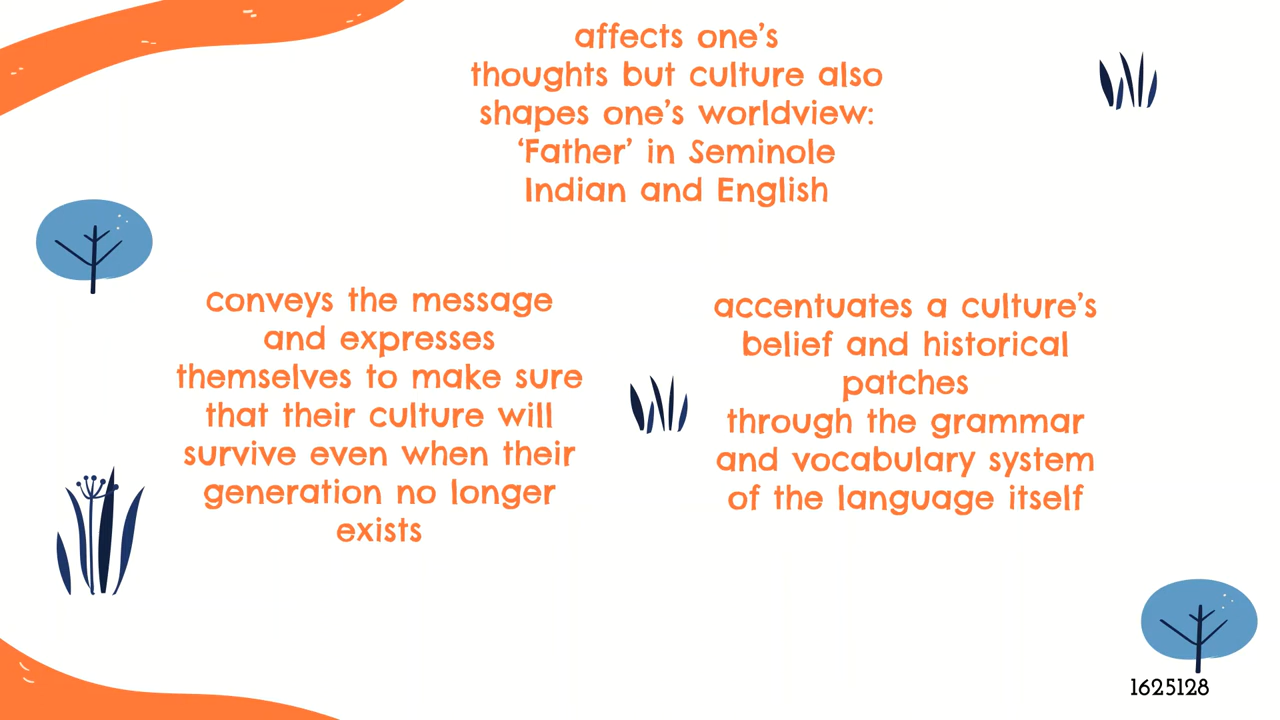 affects one’s
thoughts but culture also
shapes one’s worldview:
‘Father’ in Seminole
Indian and English
conveys the message
and expresses
themselves to make sure
that their culture will
survive even when their
generation no longer
exists
accentuates a culture’s
belief and historical
patches
through the grammar
and vocabulary system
of the language itself
1625128